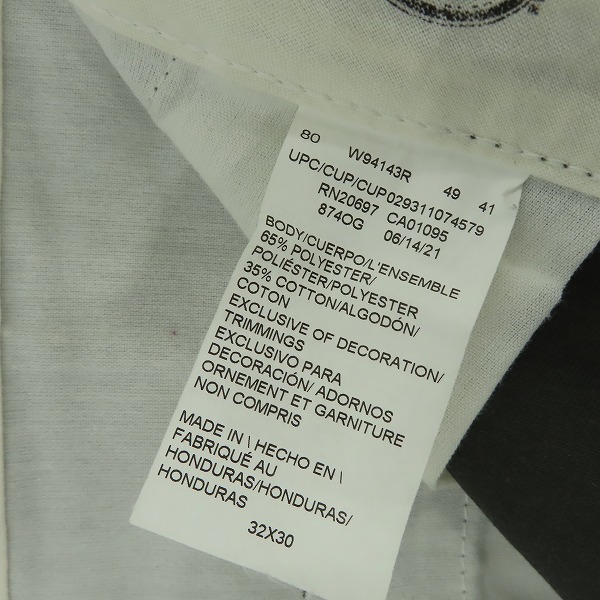 80 W94143R 49 41
UPC/CUP/CUP029311074579
RN20697 CA01095
874OG 06/14/21
BODY/CUERPO/L'ENSEMBLE
65% POLYESTER/
POLIÉSTER/POLYESTER
35% COTTON/ALGODÓN/
COTON
EXCLUSIVE OF DECORATION/
TRIMMINGS
EXCLUSIVO PARA
DECORACIÓN/ ADORNOS
ORNEMENT ET GARNITURE
NON COMPRIS
MADE IN \ HECHO EN \
FABRIQUÉ AU
HONDURAS/HONDURAS/
HONDURAS
32X30